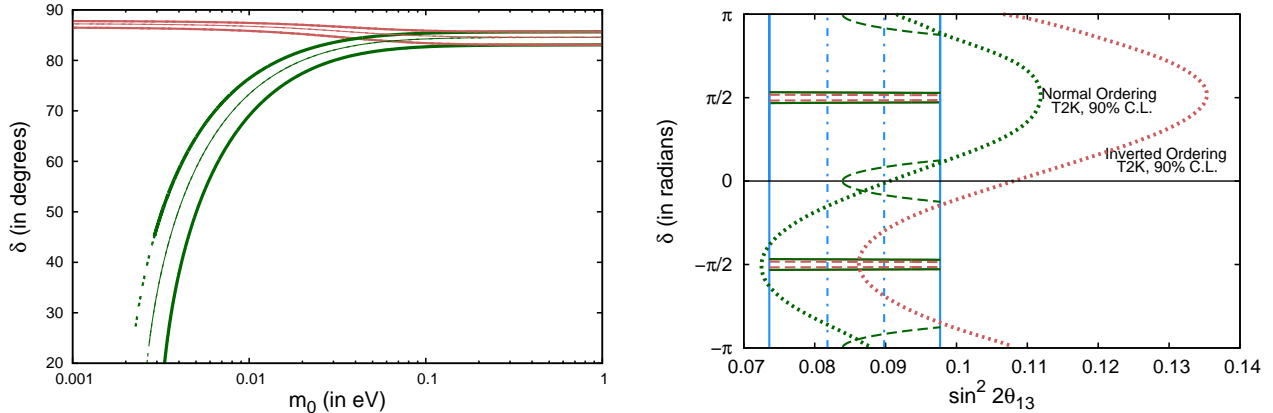 90
80
70
60
50
40
30
20
δ (in degrees)
0.001
0.01
0.1
1
m0 (in eV)
π
π/2
0
−π/2
−π
δ (in radians)
Normal Ordering
T2K, 90% C.L.
Inverted Ordering
T2K, 90% C.L.
0.07
0.08
0.09
0.1
0.11
0.12
0.13
0.14
sin² 2θ13